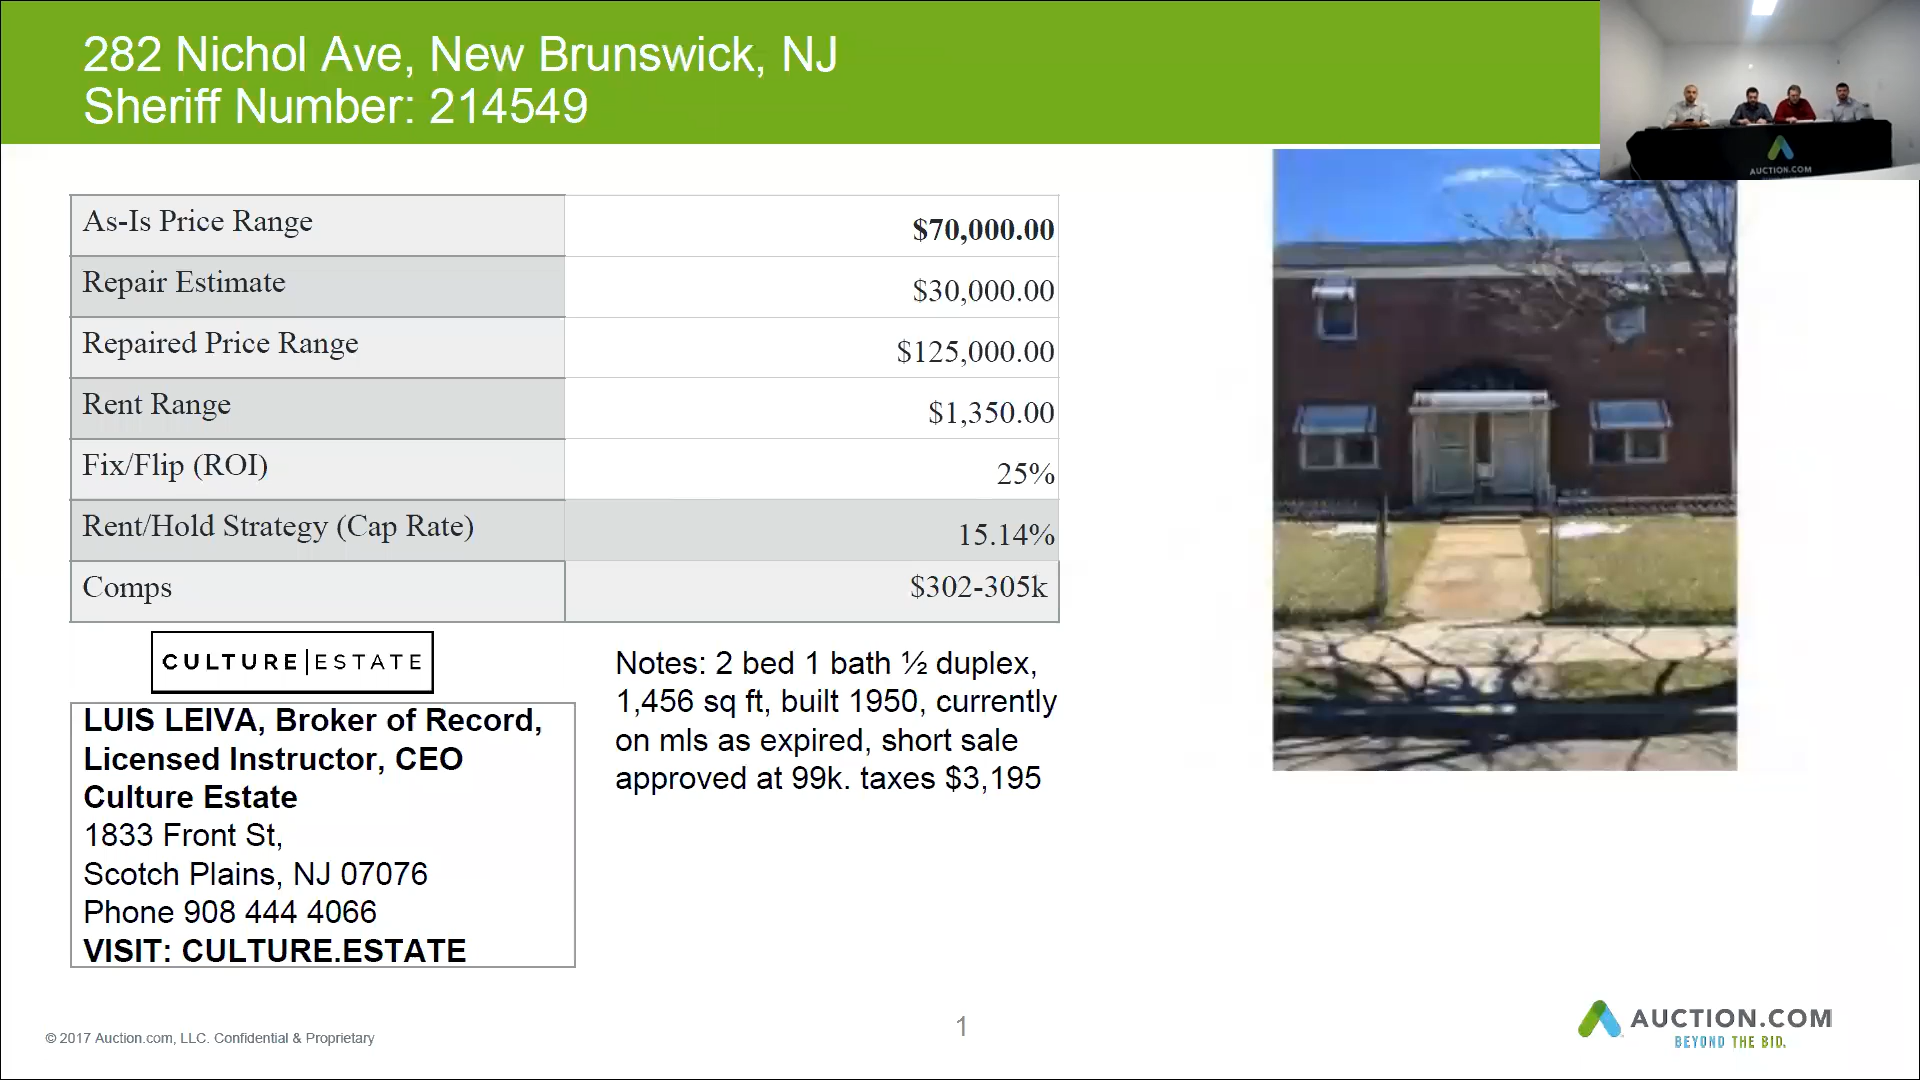 282 Nichol Ave, New Brunswick, NJ
Sheriff Number: 214549
AUCTION.COM
As-Is Price Range $70,000.00
Repair Estimate $30,000.00
Repaired Price Range $125,000.00
Rent Range $1,350.00
Fix/Flip (ROI) 25%
Rent/Hold Strategy (Cap Rate) 15.14%
Comps $302-305k
CULTURE|ESTATE
LUIS LEIVA, Broker of Record,
Licensed Instructor, CEO
Culture Estate
1833 Front St,
Scotch Plains, NJ 07076
Phone 908 444 4066
VISIT: CULTURE.ESTATE
Notes: 2 bed 1 bath ½ duplex,
1,456 sq ft, built 1950, currently
on mls as expired, short sale
approved at 99k. taxes $3,195
© 2017 Auction.com, LLC. Confidential & Proprietary
1
AUCTION.COM
BEYOND THE BID.